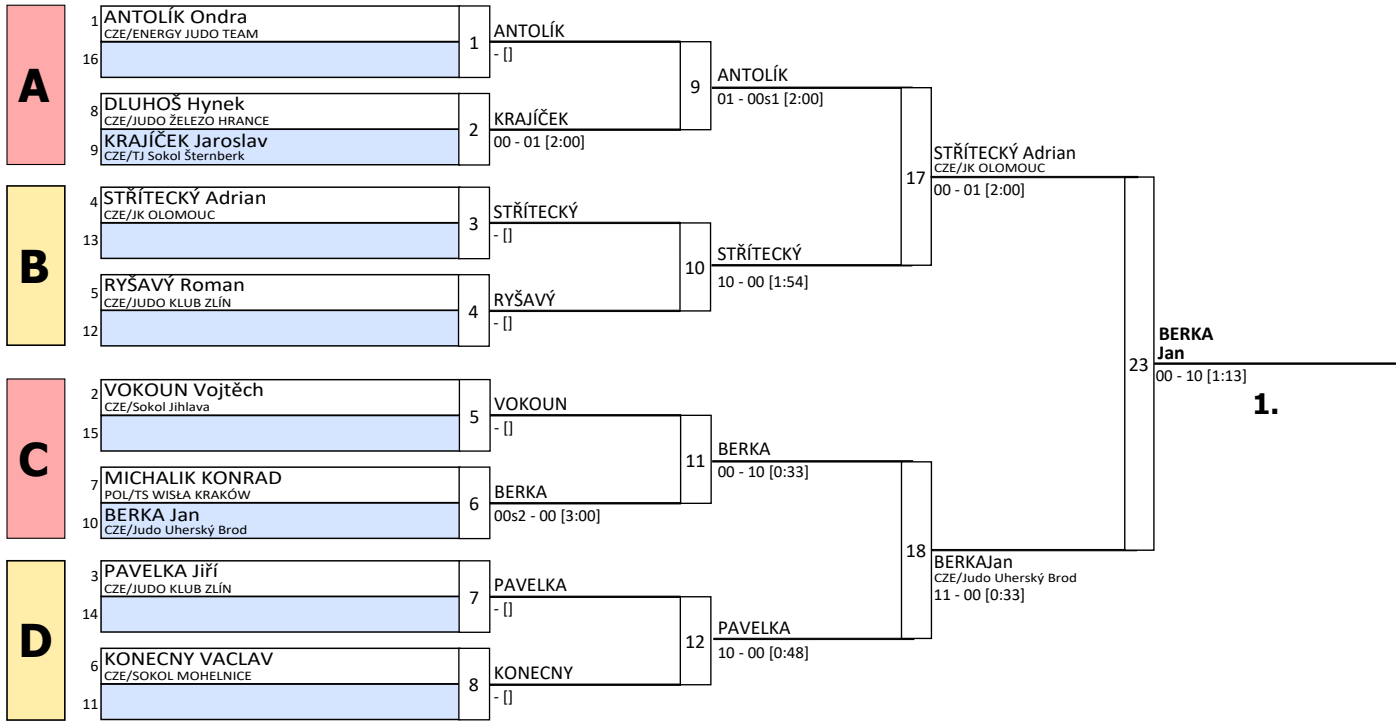 A
1 ANTOLÍK Ondra
CZE/ENERGY JUDO TEAM
16
1
ANTOLÍK
- []
8 DLUHOŠ Hynek
CZE/JUDO ŽELEZO HRANCE
9 KRAJÍČEK Jaroslav
CZE/TJ Sokol Šternberk
2
KRAJÍČEK
00 - 01 [2:00]
9
ANTOLÍK
01 - 00s1 [2:00]
B
4 STŘÍTECKÝ Adrian
CZE/JK OLOMOUC
13
3
STŘÍTECKÝ
- []
5 RYŠAVÝ Roman
CZE/JUDO KLUB ZLÍN
12
4
RYŠAVÝ
- []
10
STŘÍTECKÝ
10 - 00 [1:54]
17
STŘÍTECKÝ Adrian
CZE/JK OLOMOUC
00 - 01 [2:00]
C
2 VOKOUN Vojtěch
CZE/Sokol Jihlava
15
5
VOKOUN
- []
7 MICHALIK KONRAD
POL/TS WISŁA KRAKÓW
10 BERKA Jan
CZE/Judo Uherský Brod
6
BERKA
00s2 - 00 [3:00]
11
BERKA
00 - 10 [0:33]
D
3 PAVELKA Jiří
CZE/JUDO KLUB ZLÍN
14
7
PAVELKA
- []
6 KONECNY VACLAV
CZE/SOKOL MOHELNICE
11
8
KONECNY
- []
12
PAVELKA
10 - 00 [0:48]
18
BERKAJan
CZE/Judo Uherský Brod
11 - 00 [0:33]
23
BERKA
Jan
00 - 10 [1:13]
1.